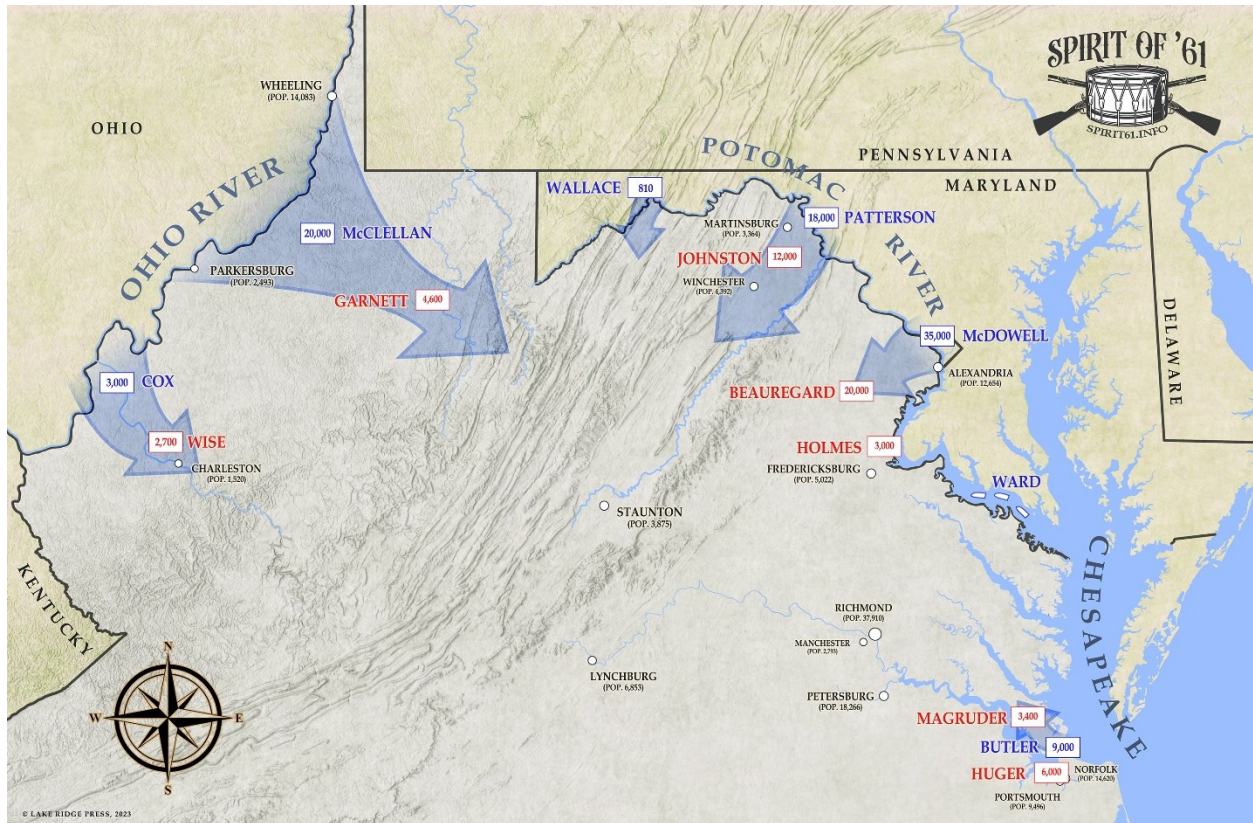 SPIRIT OF '61
SPIRIT61.INFO
WHEELING
(POP. 14,083)
OHIO
PENNSYLVANIA
POTOMAC
RIVER
MARYLAND
OHIO RIVER
WALLACE
810
MARTINSBURG
(POP. 3,364)
18,000
PATTERSON
20,000
McCLELLAN
JOHNSTON
12,000
PARKERSBURG
(POP. 2,493)
WINCHESTER
(POP. 4,392)
GARNETT
4,600
DELAWARE
35,000
McDOWELL
ALEXANDRIA
(POP. 12,654)
3,000
COX
BEAUREGARD
20,000
2,700
WISE
CHARLESTON
(POP. 1,520)
HOLMES
3,000
FREDERICKSBURG
(POP. 5,022)
WARD
STAUNTON
(POP. 3,875)
CHESAPEAKE
KENTUCKY
RICHMOND
(POP. 37,910)
MANCHESTER
(POP. 2,793)
LYNCHBURG
(POP. 6,853)
PETERSBURG
(POP. 18,266)
N
W
E
S
MAGRUDER
3,400
BUTLER
9,000
HUGER
6,000
NORFOLK
(POP. 14,620)
PORTSMOUTH
(POP. 9,496)
© LAKE RIDGE PRESS, 2023